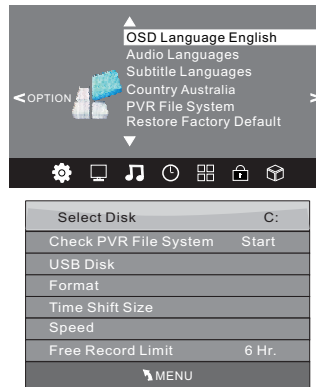 OSD Language English
Audio Languages
Subtitle Languages
< OPTION
Country Australia
>
PVR File System
Restore Factory Default
Select Disk C:
Check PVR File System Start
USB Disk
Format
Time Shift Size
Speed
Free Record Limit 6 Hr.
MENU